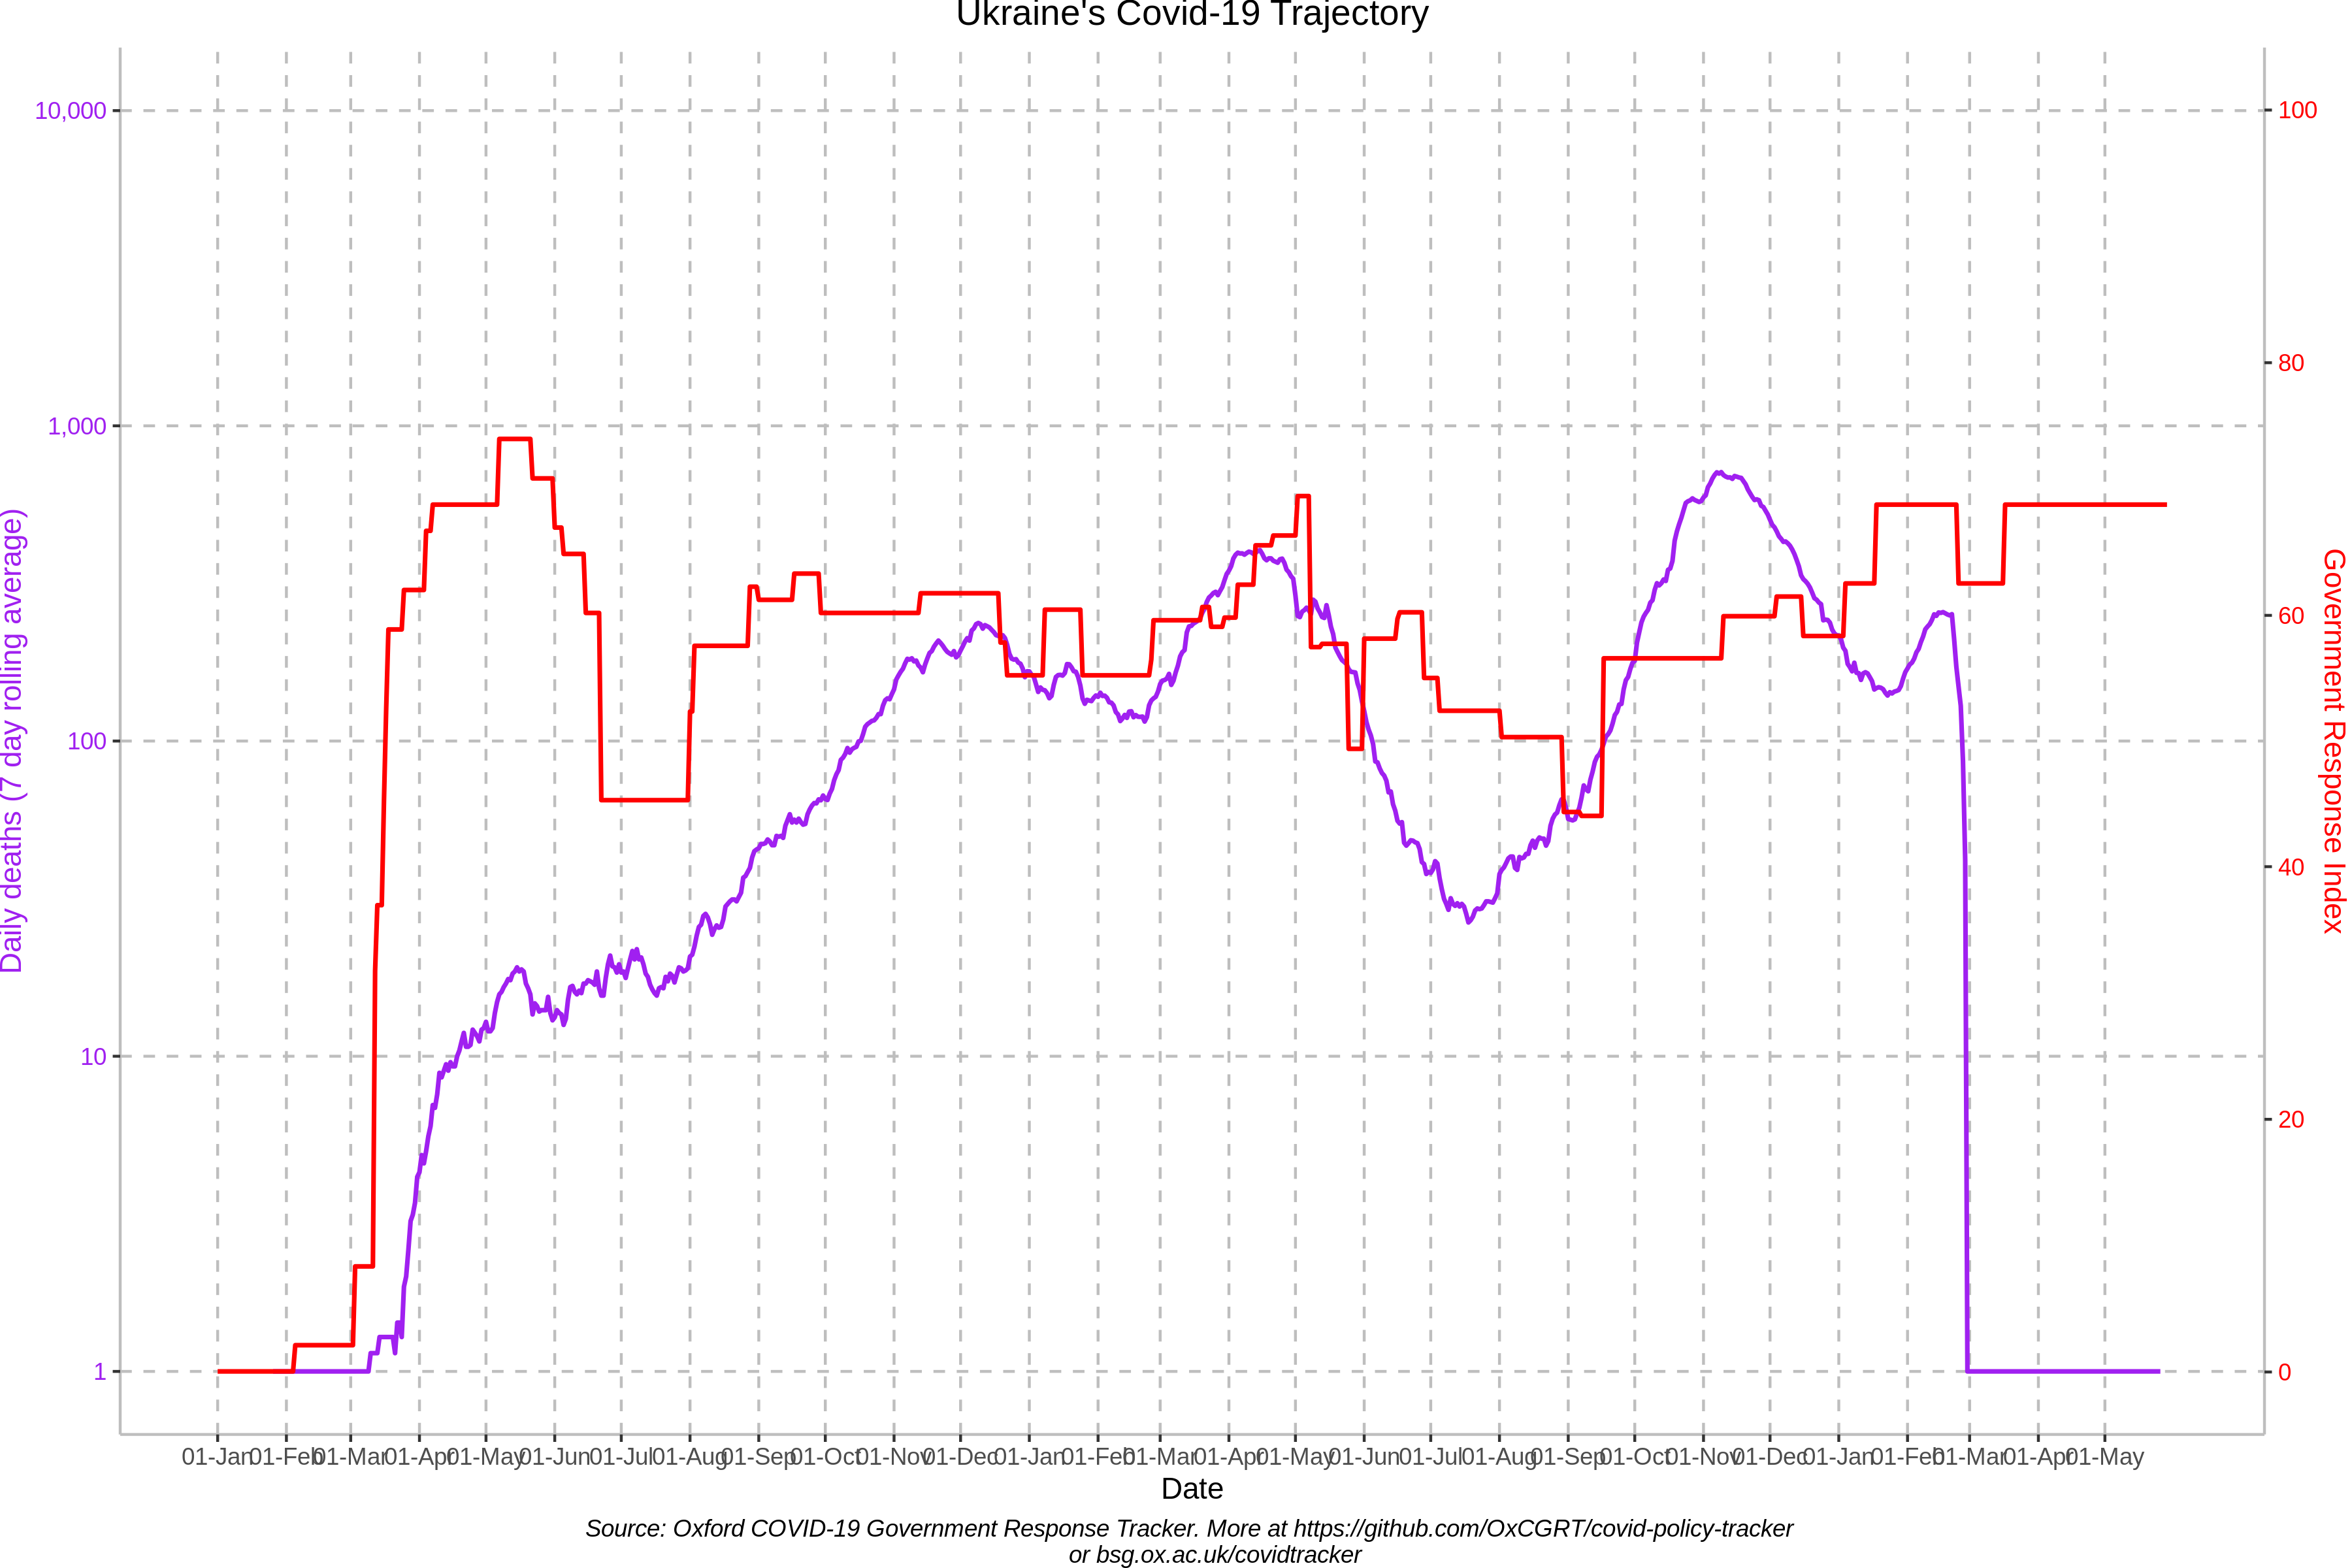 Ukraine's Covid-19 Trajectory
10,000
1,000
100
10
1
Daily deaths (7 day rolling average)
100
80
60
40
20
0
Government Response Index
01-Jan 01-Feb 01-Mar 01-Apr 01-May 01-Jun 01-Jul 01-Aug 01-Sep 01-Oct 01-Nov 01-Dec 01-Jan 01-Feb 01-Mar 01-Apr 01-May 01-Jun 01-Jul 01-Aug 01-Sep 01-Oct 01-Nov 01-Dec 01-Jan 01-Feb 01-Mar 01-Apr 01-May
Date
Source: Oxford COVID-19 Government Response Tracker. More at https://github.com/OxCGRT/covid-policy-tracker
or bsg.ox.ac.uk/covidtracker